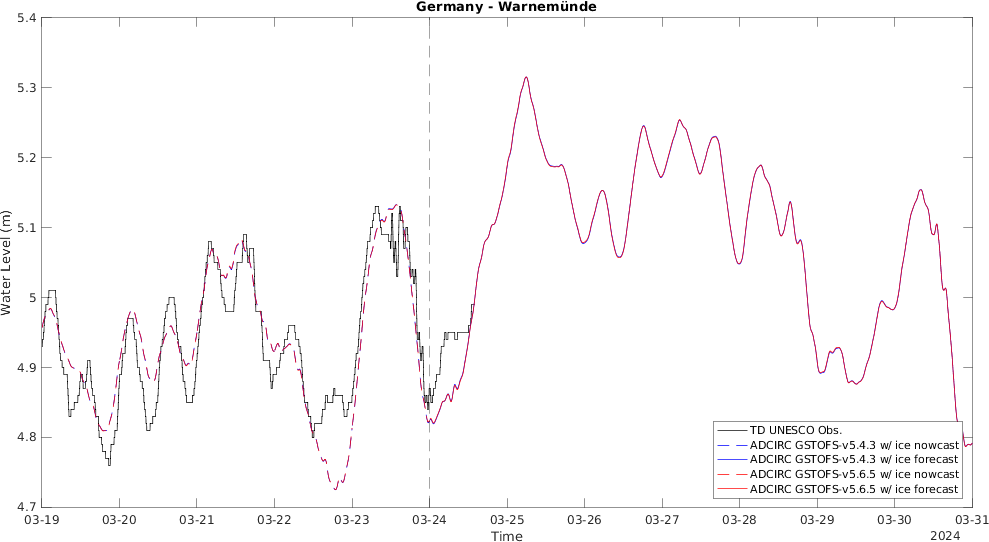 Germany - Warnemünde
5.4
5.3
5.2
5.1
5
4.9
4.8
4.7
Water Level (m)
TD UNESCO Obs.
ADCIRC GSTOFS-v5.4.3 w/ ice nowcast
ADCIRC GSTOFS-v5.4.3 w/ ice forecast
ADCIRC GSTOFS-v5.6.5 w/ ice nowcast
ADCIRC GSTOFS-v5.6.5 w/ ice forecast
03-19 03-20 03-21 03-22 03-23 03-24 03-25 03-26 03-27 03-28 03-29 03-30 03-31
Time
2024